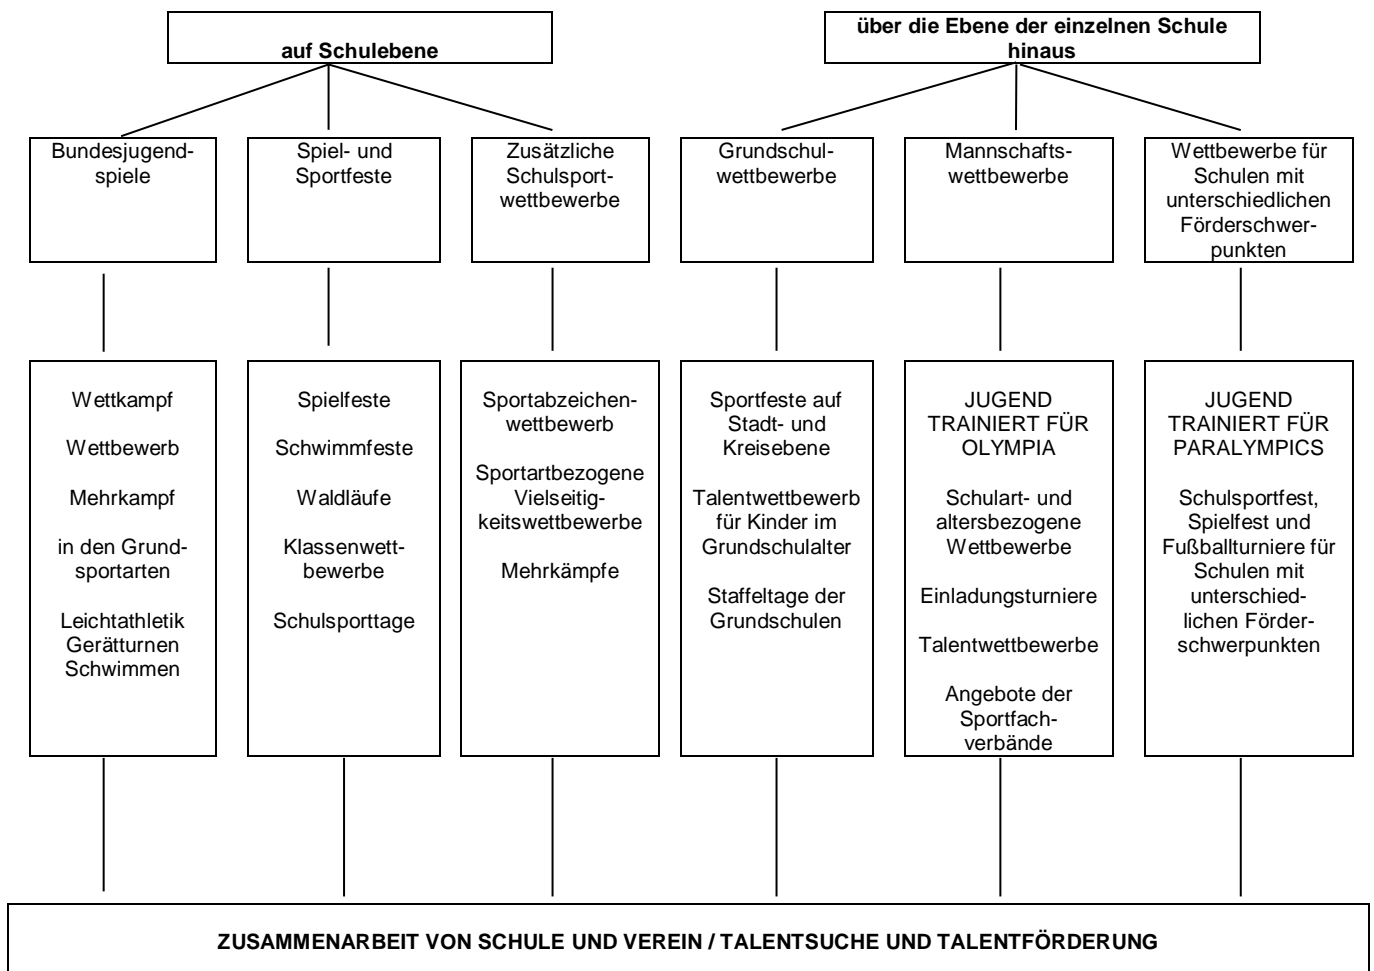 auf Schulebene
über die Ebene der einzelnen Schule
hinaus
Bundesjugend-
spiele
Spiel- und
Sportfeste
Zusätzliche
Schulsport-
wettbewerbe
Grundschul-
wettbewerbe
Mannschafts-
wettbewerbe
Wettbewerbe für
Schulen mit
unterschiedlichen
Förderschwer-
punkten
Wettkampf
Wettbewerb
Mehrkampf
in den Grund-
sportarten
Leichtathletik
Gerätturnen
Schwimmen
Spielfeste
Schwimmfeste
Waldläufe
Klassenwett-
bewerbe
Schulsporttage
Sportabzeichen-
wettbewerb
Sportartbezogene
Vielseitig-
keitswettbewerbe
Mehrkämpfe
Sportfeste auf
Stadt- und
Kreisebene
Talentwettbewerb
für Kinder im
Grundschulalter
Staffeltage der
Grundschulen
JUGEND
TRAINIERT FÜR
OLYMPIA
Schulart- und
altersbezogene
Wettbewerbe
Einladungsturniere
Talentwettbewerbe
Angebote der
Sportfach-
verbände
JUGEND
TRAINIERT FÜR
PARALYMPICS
Schulsportfest,
Spielfest und
Fußballturniere für
Schulen mit
unterschied-
lichen Förder-
schwerpunkten
ZUSAMMENARBEIT VON SCHULE UND VEREIN / TALENTSUCHE UND TALENTFÖRDERUNG